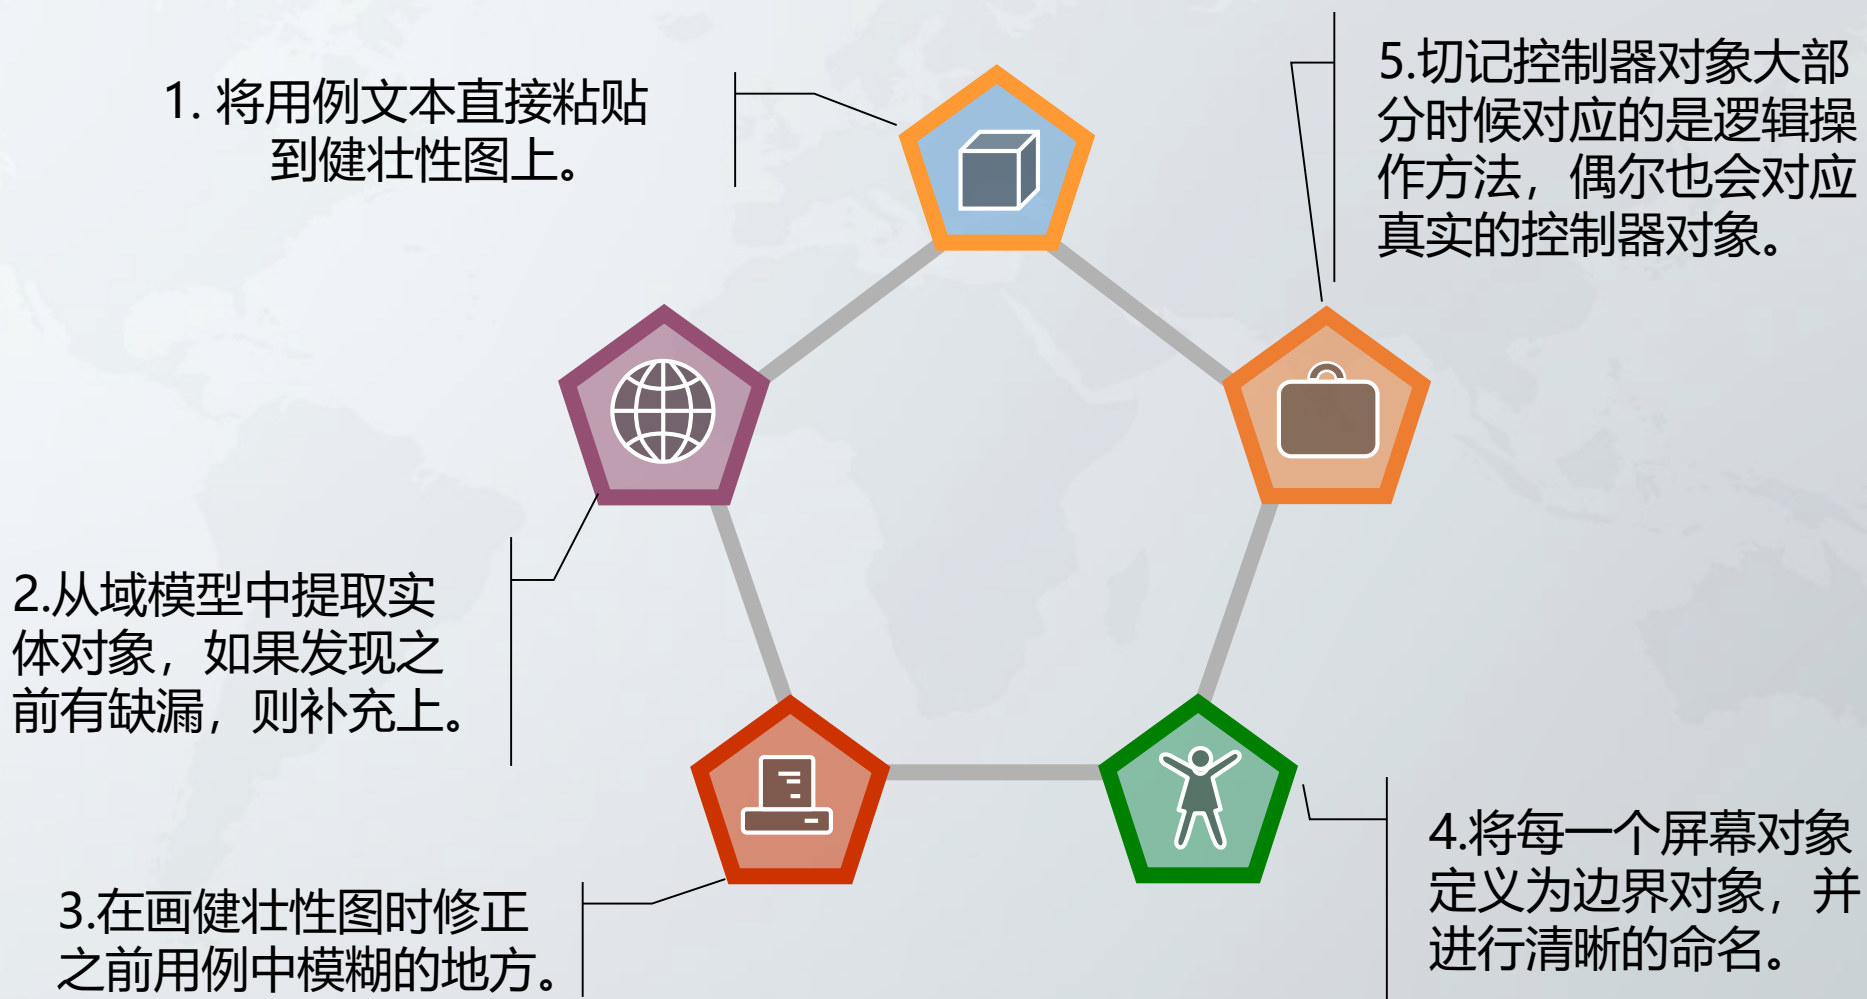 1. 将用例文本直接粘贴
到健壮性图上。
2.从域模型中提取实
体对象，如果发现之
前有缺漏，则补充上。
3.在画健壮性图时修正
之前用例中模糊的地方。
4.将每一个屏幕对象
定义为边界对象，并
进行清晰的命名。
5.切记控制器对象大部
分时候对应的是逻辑操
作方法，偶尔也会对应
真实的控制器对象。